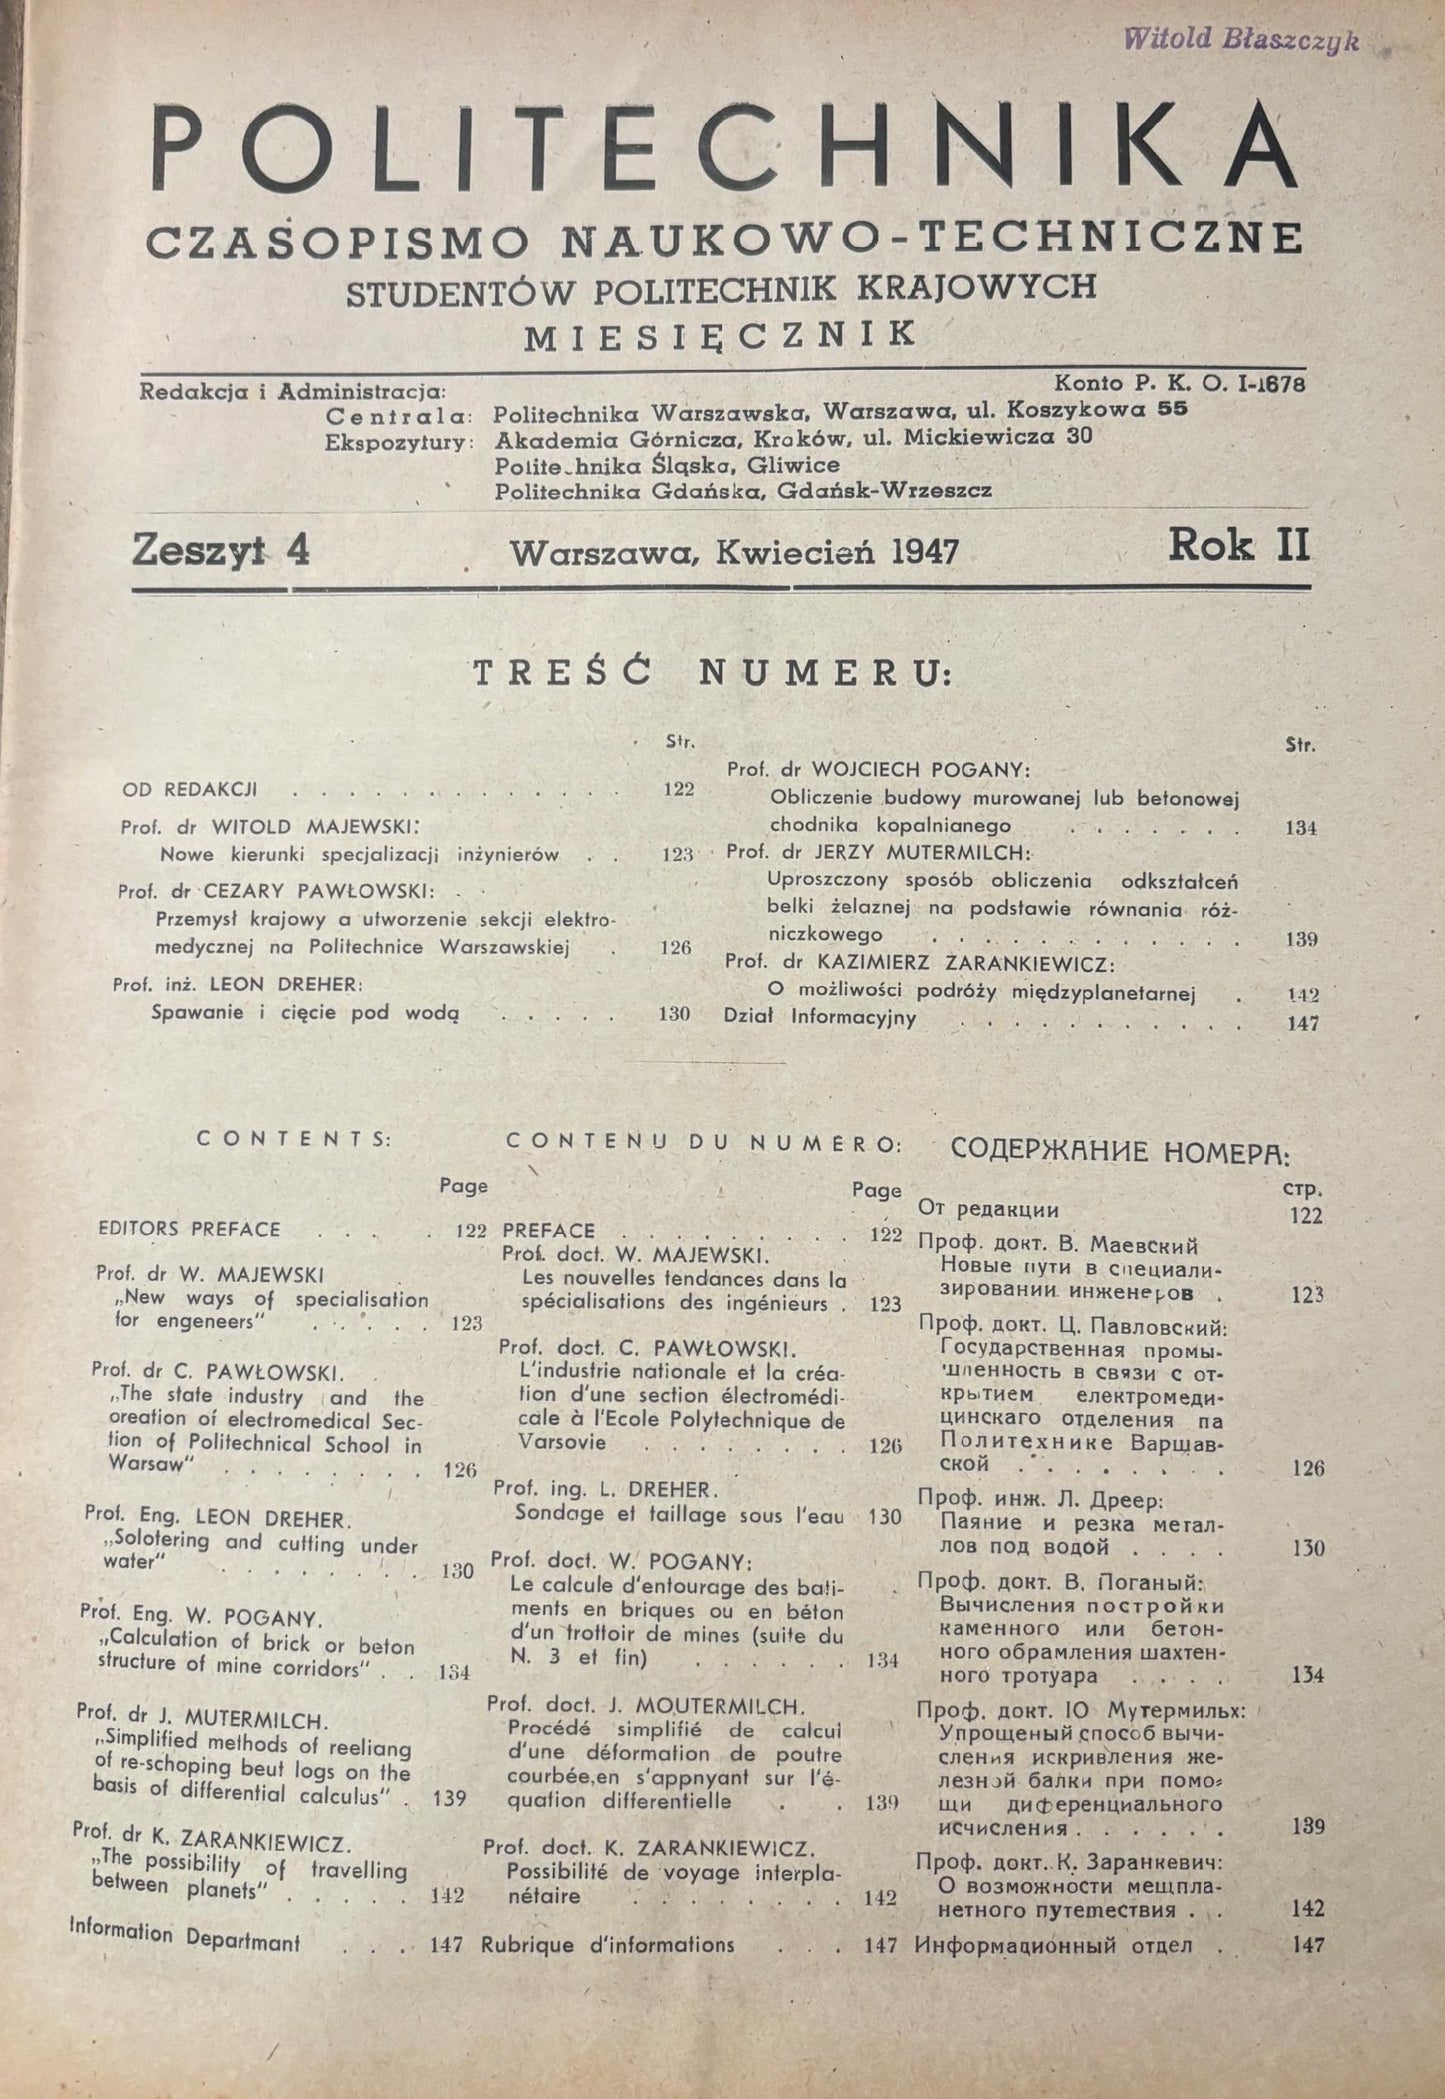 Witold Błaszczyk
POLITECHNIKA
CZASOPISMO NAUKOWO-TECHNICZNE
STUDENTÓW POLITECHNIK KRAJOWYCH
MIESIĘCZNIK
Redakcja i Administracja:
Konto P. K. O. I-1678
Centrala: Politechnika Warszawska, Warszawa, ul. Koszykowa 55
Ekspozytury: Akademia Górnicza, Kraków, ul. Mickiewicza 30
Polite-hnika Śląska, Gliwice
Politechnika Gdańska, Gdańsk-Wrzeszcz
Zeszyt 4 Warszawa, Kwiecień 1947 Rok II
TREŚĆ NUMERU:
Str.
OD REDAKCJI . . . . . . . . . . . . . 122
Prof. dr WITOLD MAJEWSKI:
Nowe kierunki specjalizacji inżynierów . . 123
Prof. dr CEZARY PAWŁOWSKI:
Przemysł krajowy a utworzenie sekcji elektro-
medycznej na Politechnice Warszawskiej . 126
Prof. inż. LEON DREHER:
Spawanie i cięcie pod wodą . . . . . 130
Str.
Prof. dr WOJCIECH POGANY:
Obliczenie budowy murowanej lub betonowej
chodnika kopalnianego . . . . . . . 134
Prof. dr JERZY MUTERMILCH:
Uproszczony sposób obliczenia odkształceń
belki żelaznej na podstawie równania róż-
niczkowego . . . . . . . . . . . . 139
Prof. dr KAZIMIERZ ZARANKIEWICZ:
O możliwości podróży międzyplanetarnej . 142
Dział Informacyjny . . . . . . . . . . . 147
CONTENTS:
Page
EDITORS PREFACE . . . . 122
Prof. dr W. MAJEWSKI
„New ways of specialisation
for engeneers" . . . . . 123
Prof. dr C. PAWŁOWSKI.
„The state industry and the
oreation of electromedical Sec-
tion of Politechnical School in
Warsaw" . . . . . . . . 126
Prof. Eng. LEON DREHER.
„Solotering and cutting under
water" . . . . . . . . 130
Prof. Eng. W. POGANY.
„Calculation of brick or beton
structure of mine corridors" . . 134
Prof. dr J. MUTERMILCH.
„Simplified methods of reeliang
of re-schoping beut logs on the
basis of differential calculus" . 139
Prof. dr K. ZARANKIEWICZ.
„The possibility of travelling
between planets" . . . . . 142
Information Departmant . . . . 147
CONTENU DU NUMÉRO:
Page
PREFACE . . . . . . . . . . 122
Prof. doct. W. MAJEWSKI.
Les nouvelles tendances dans la
spécialisations des ingénieurs . 123
Prof. doct. C. PAWŁOWSKI.
L'industrie nationale et la créa-
tion d'une section électromédi-
cale à l'Ecole Polytechnique de
Varsovie . . . . . . . . 126
Prof. ing. L. DREHER.
Sondage et taillage sous l'eau 130
Prof. doct. W. POGANY:
Le calcule d'entourage des bati-
ments en briques ou en béton
d'un trottoir de mines (suite du
N. 3 et fin) . . . . . . 134
Prof. doct. J. MOUTERMILCH.
Procédé simplifié de calcul
d'une déformation de poutre
courbée,en s'appnyant sur l'é-
quation differentielle . . 139
Prof. doct. K. ZARANKIEWICZ.
Possibilité de voyage interpla-
nétaire . . . . . . . . 142
Rubrique d'informations . . . 147
СОДЕРЖАНИЕ НОМЕРА:
стр.
От редакции 122
Проф. докт. В. Маевский
Новые пути в специали-
зировании инженеров . 123
Проф. докт. Ц. Павловский:
Государственная промы-
шленность в связи с от-
крытием електромеди-
цинскаго отделения па
Политехнике Варшав-
ской . . . . . . . . 126
Проф. инж. Л. Дреер:
Паяние и резка метал-
лов под водой . . . . 130
Проф. докт. В. Поганый:
Вычисления постройки
каменного или бетон-
ного обрамления шахтен-
ного тротуара . . . . 134
Проф. докт. Ю Мутермильх:
Упрощеный способ вычи-
сления искривления же-
лезной балки при помо-
щи диференциального
исчисления . . . . . . 139
Проф. докт. К. Заранкевич:
О возможности мещпла-
нетного путешествия . . 142
Информационный отдел . 147